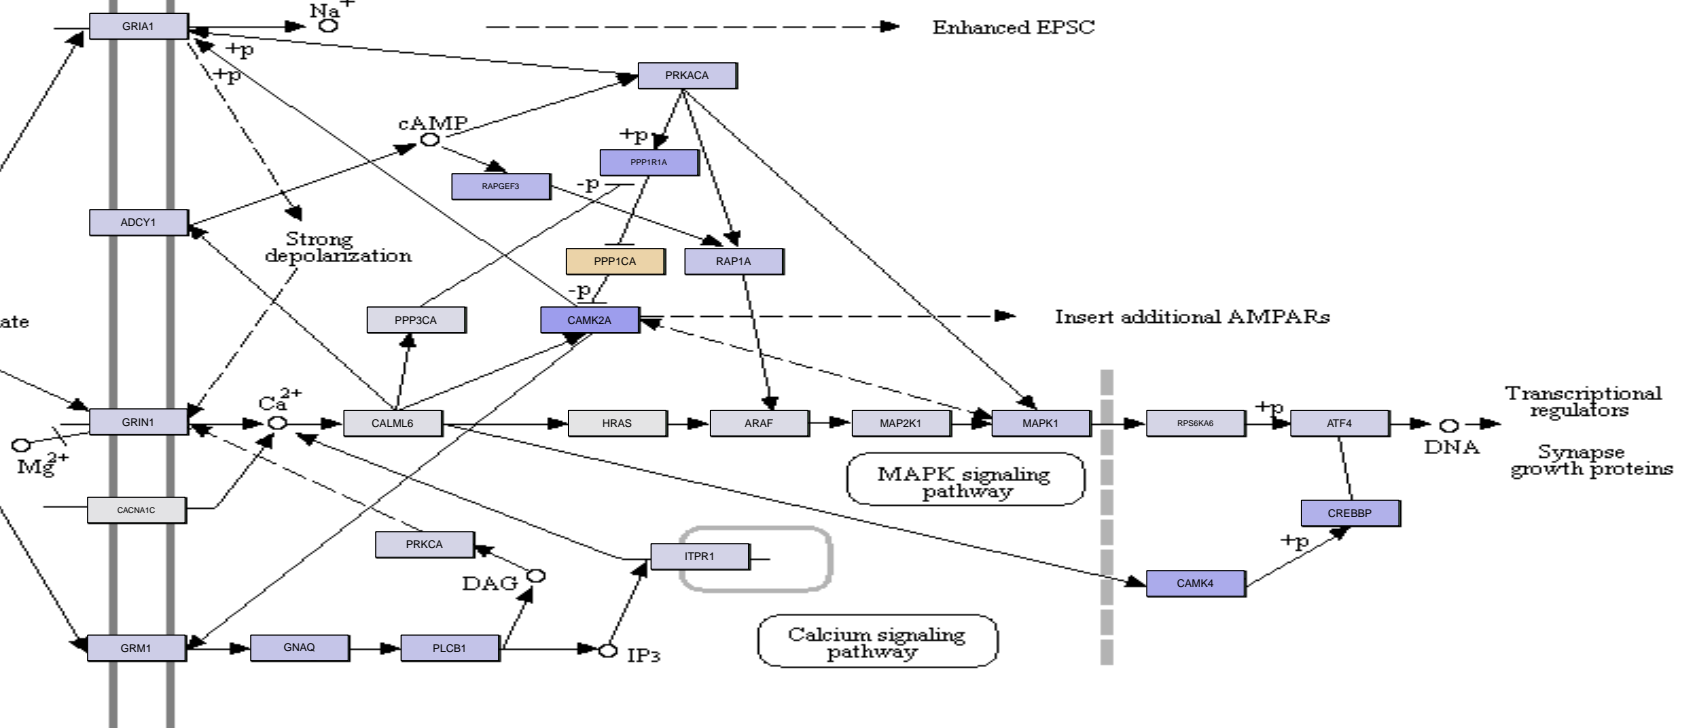 Na+
GRIA1
Enhanced EPSC
+p
+p
PRKACA
cAMP
+p
PPP1R1A
RAPGEF3
-p
ADCY1
Strong
depolarization
PPP1CA
RAP1A
-p
ate
PPP3CA
CAMK2A
Insert additional AMPARs
Ca2+
GRIN1
CALML6
HRAS
ARAF
MAP2K1
MAPK1
RPS6KA6
+p
ATF4
DNA
Transcriptional
regulators
Synapse
growth proteins
Mg2+
MAPK signaling
pathway
CACNA1C
CREBBP
+p
PRKCA
ITPR1
DAG
CAMK4
GRM1
GNAQ
PLCB1
IP3
Calcium signaling
pathway